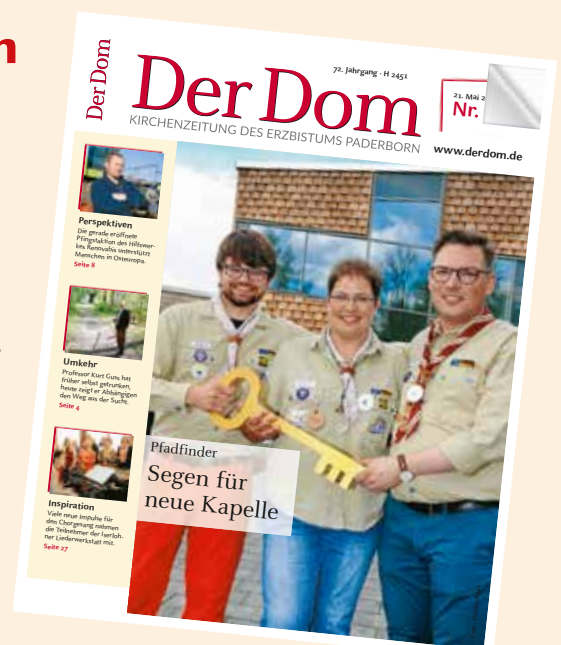 n
Der Dom
72. Jahrgang · H 2451
Der Dom
KIRCHENZEITUNG DES ERZBISTUMS PADERBORN
21. Mai 2
Nr.
www.derdom.de
Perspektiven
Die gerade eröffnete
Pfingstaktion des Hilfswer-
kes Renovabis unterstützt
Menschen in Osteuropa.
Seite 8
Umkehr
Professor Kurt Guss hat
früher selbst getrunken,
heute zeigt er Abhängigen
den Weg aus der Sucht.
Seite 4
Inspiration
Viele neue Impulse für
den Chorgesang nahmen
die Teilnehmer der Iserloh-
ner Liederwerkstatt mit.
Seite 27
Pfadfinder
Segen für
neue Kapelle